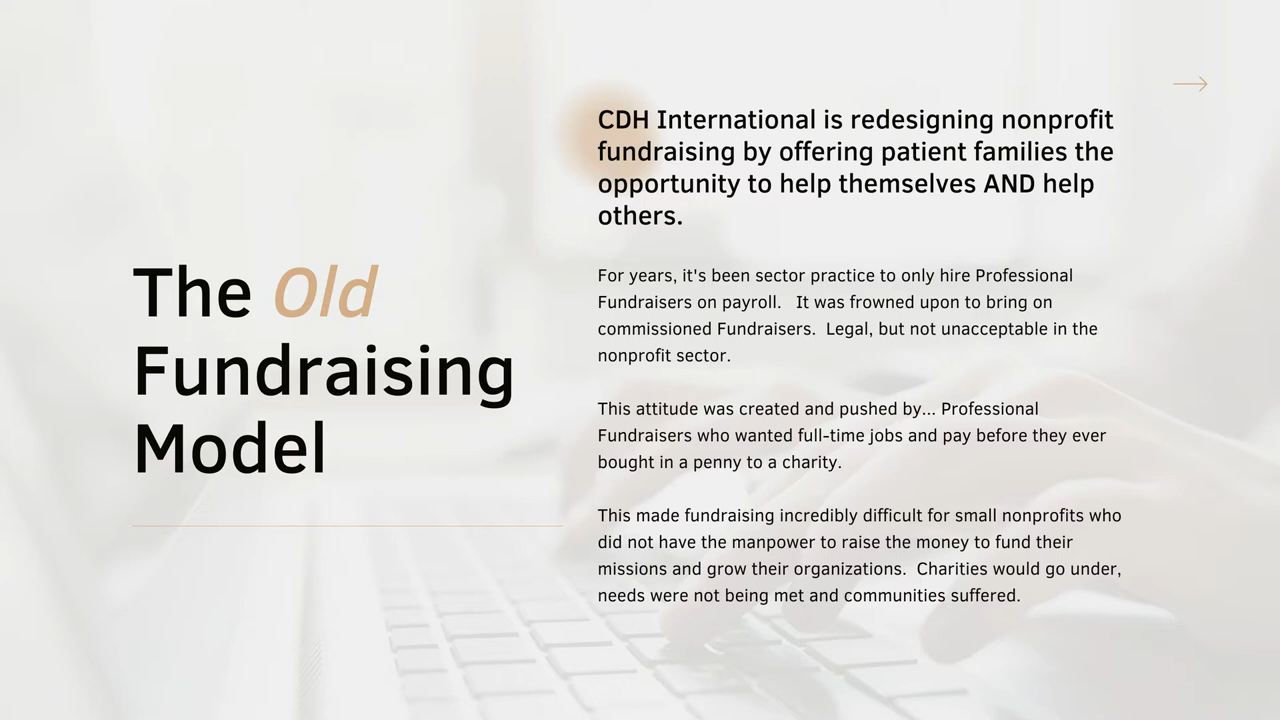 The Old
Fundraising
Model
CDH International is redesigning nonprofit
fundraising by offering patient families the
opportunity to help themselves AND help
others.
For years, it's been sector practice to only hire Professional
Fundraisers on payroll.   It was frowned upon to bring on
commissioned Fundraisers.  Legal, but not unacceptable in the
nonprofit sector.
This attitude was created and pushed by... Professional
Fundraisers who wanted full-time jobs and pay before they ever
bought in a penny to a charity.
This made fundraising incredibly difficult for small nonprofits who
did not have the manpower to raise the money to fund their
missions and grow their organizations.  Charities would go under,
needs were not being met and communities suffered.